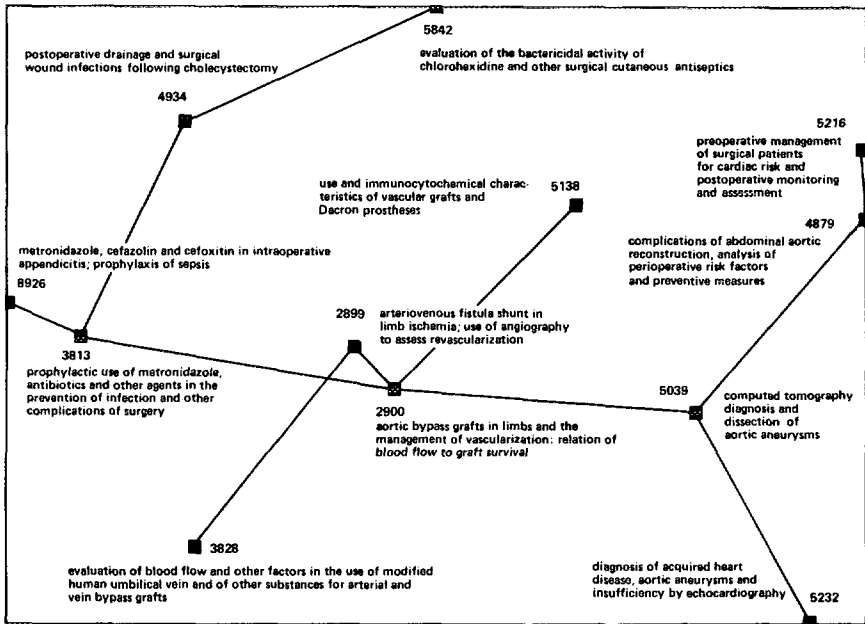 5842
postoperative drainage and surgical
wound infections following cholecystectomy
evaluation of the bactericidal activity of
chlorohexidine and other surgical cutaneous antiseptics
4934
5216
preoperative management
of surgical patients
for cardiac risk and
postoperative monitoring
and assessment
use and immunocytochemical charac-
teristics of vascular grafts and
Dacron prostheses
5138
4879
complications of abdominal aortic
reconstruction, analysis of
perioperative risk factors
and preventive measures
metronidazole, cefazolin and cefoxitin in intraoperative
appendicitis; prophylaxis of sepsis
8926
2899
arteriovenous fistula shunt in
limb ischemia; use of angiography
to assess revascularization
3813
prophylactic use of metronidazole,
antibiotics and other agents in the
prevention of infection and other
complications of surgery
5039
computed tomography
diagnosis and
dissection of
aortic aneurysms
2900
aortic bypass grafts in limbs and the
management of vascularization: relation of
blood flow to graft survival
3828
evaluation of blood flow and other factors in the use of modified
human umbilical vein and of other substances for arterial and
vein bypass grafts
diagnosis of acquired heart
disease, aortic aneurysms and
insufficiency by echocardiography
5232